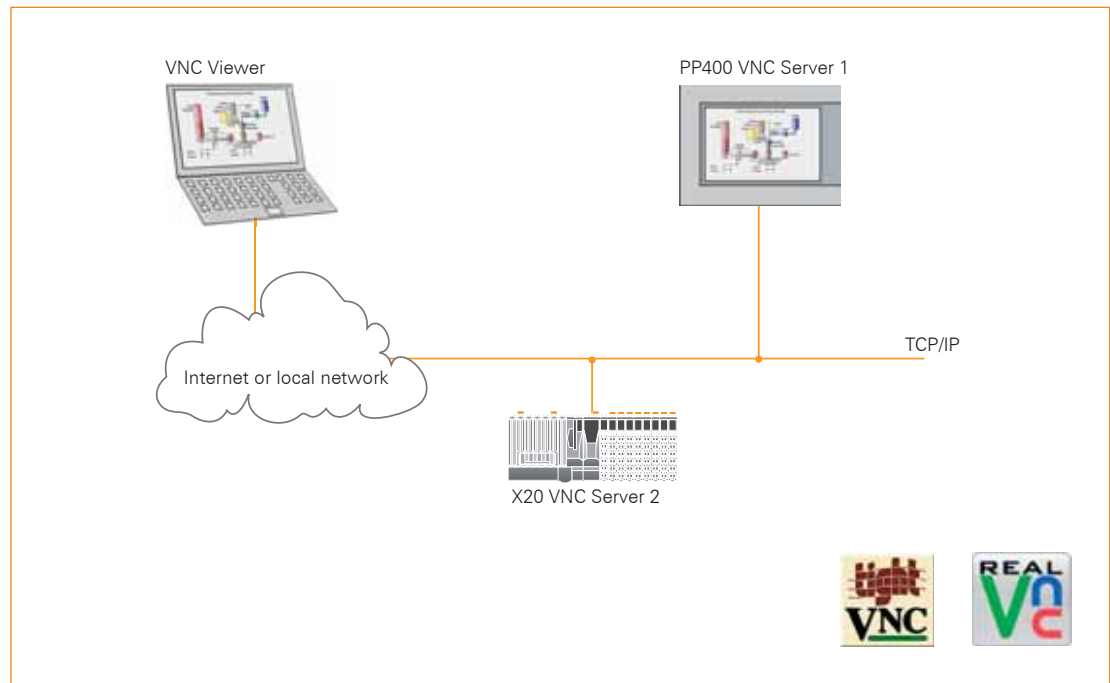 VNC Viewer
PP400 VNC Server 1
TCP/IP
Internet or local network
X20 VNC Server 2
tight
VNC
REAL
Vnc